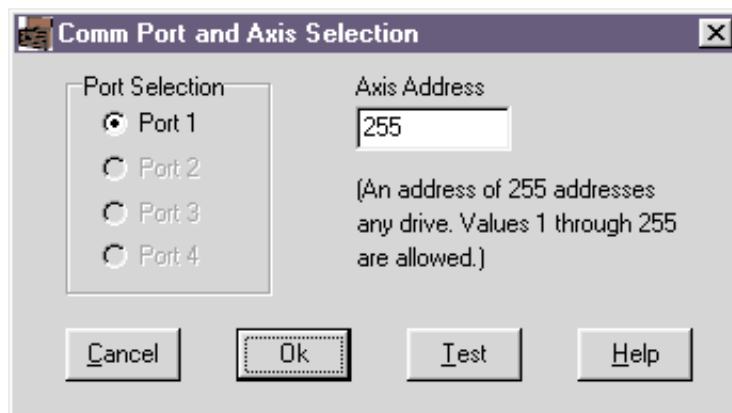 Comm Port and Axis Selection
Port Selection
Port 1
Port 2
Port 3
Port 4
Axis Address
255
(An address of 255 addresses
any drive. Values 1 through 255
are allowed.)
Cancel
Ok
Test
Help